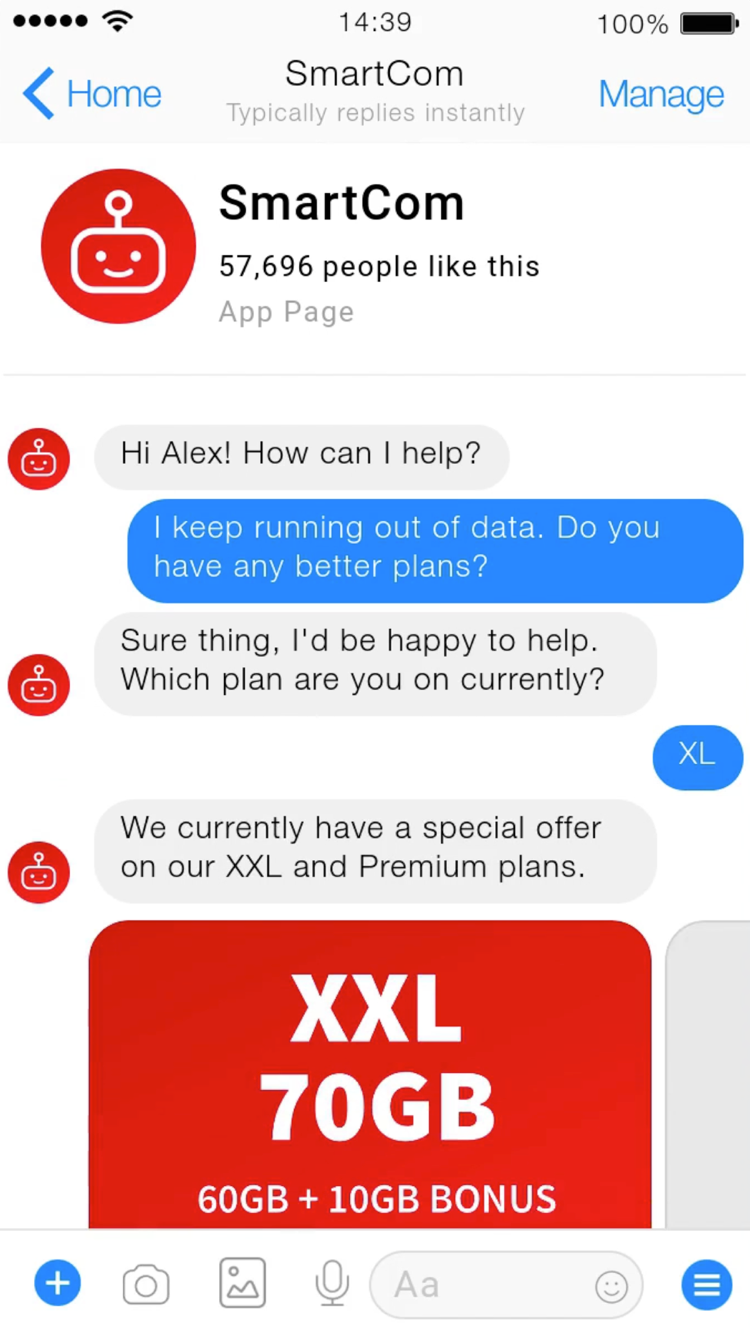 14:39
100%
Home
SmartCom
Manage
Typically replies instantly
SmartCom
57,696 people like this
App Page
Hi Alex! How can I help?
I keep running out of data. Do you
have any better plans?
Sure thing, I'd be happy to help.
Which plan are you on currently?
XL
We currently have a special offer
on our XXL and Premium plans.
XXL
70GB
60GB + 10GB BONUS
Aa